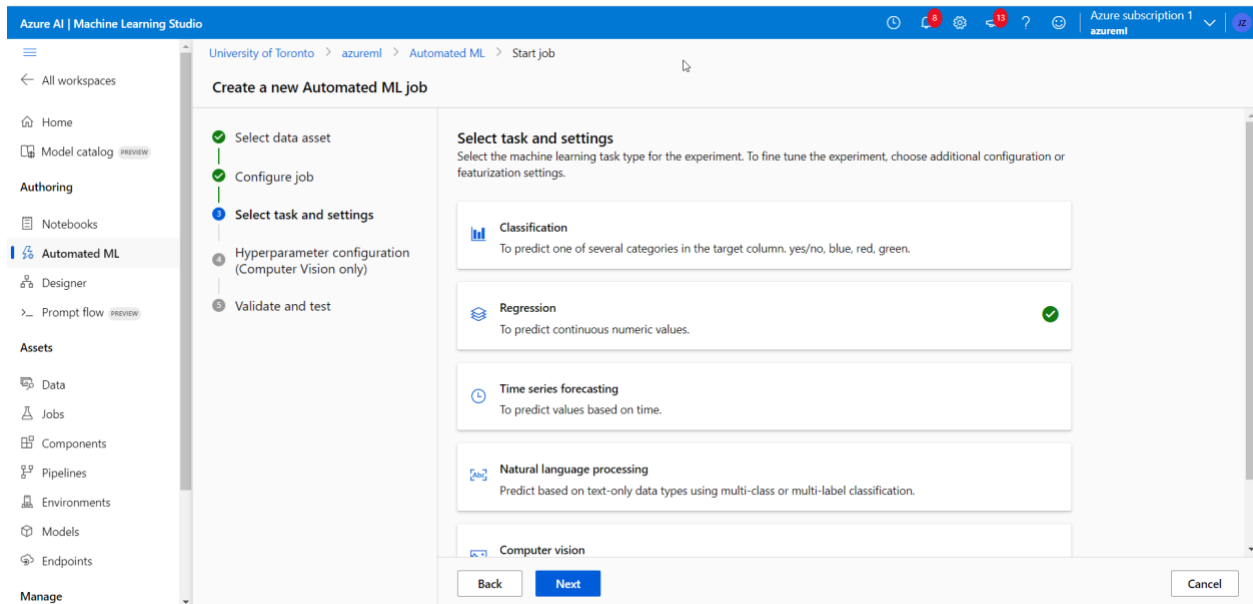 Azure AI | Machine Learning Studio
8
13
?
Azure subscription 1
azureml
JZ
All workspaces
Home
Model catalog PREVIEW
Authoring
Notebooks
Automated ML
Designer
Prompt flow PREVIEW
Assets
Data
Jobs
Components
Pipelines
Environments
Models
Endpoints
Manage
University of Toronto > azureml > Automated ML > Start job
Create a new Automated ML job
Select data asset
Configure job
3 Select task and settings
4 Hyperparameter configuration
(Computer Vision only)
5 Validate and test
Select task and settings
Select the machine learning task type for the experiment. To fine tune the experiment, choose additional configuration or
featurization settings.
Classification
To predict one of several categories in the target column. yes/no, blue, red, green.
Regression
To predict continuous numeric values.
Time series forecasting
To predict values based on time.
Abc
Natural language processing
Predict based on text-only data types using multi-class or multi-label classification.
Computer vision
Back
Next
Cancel